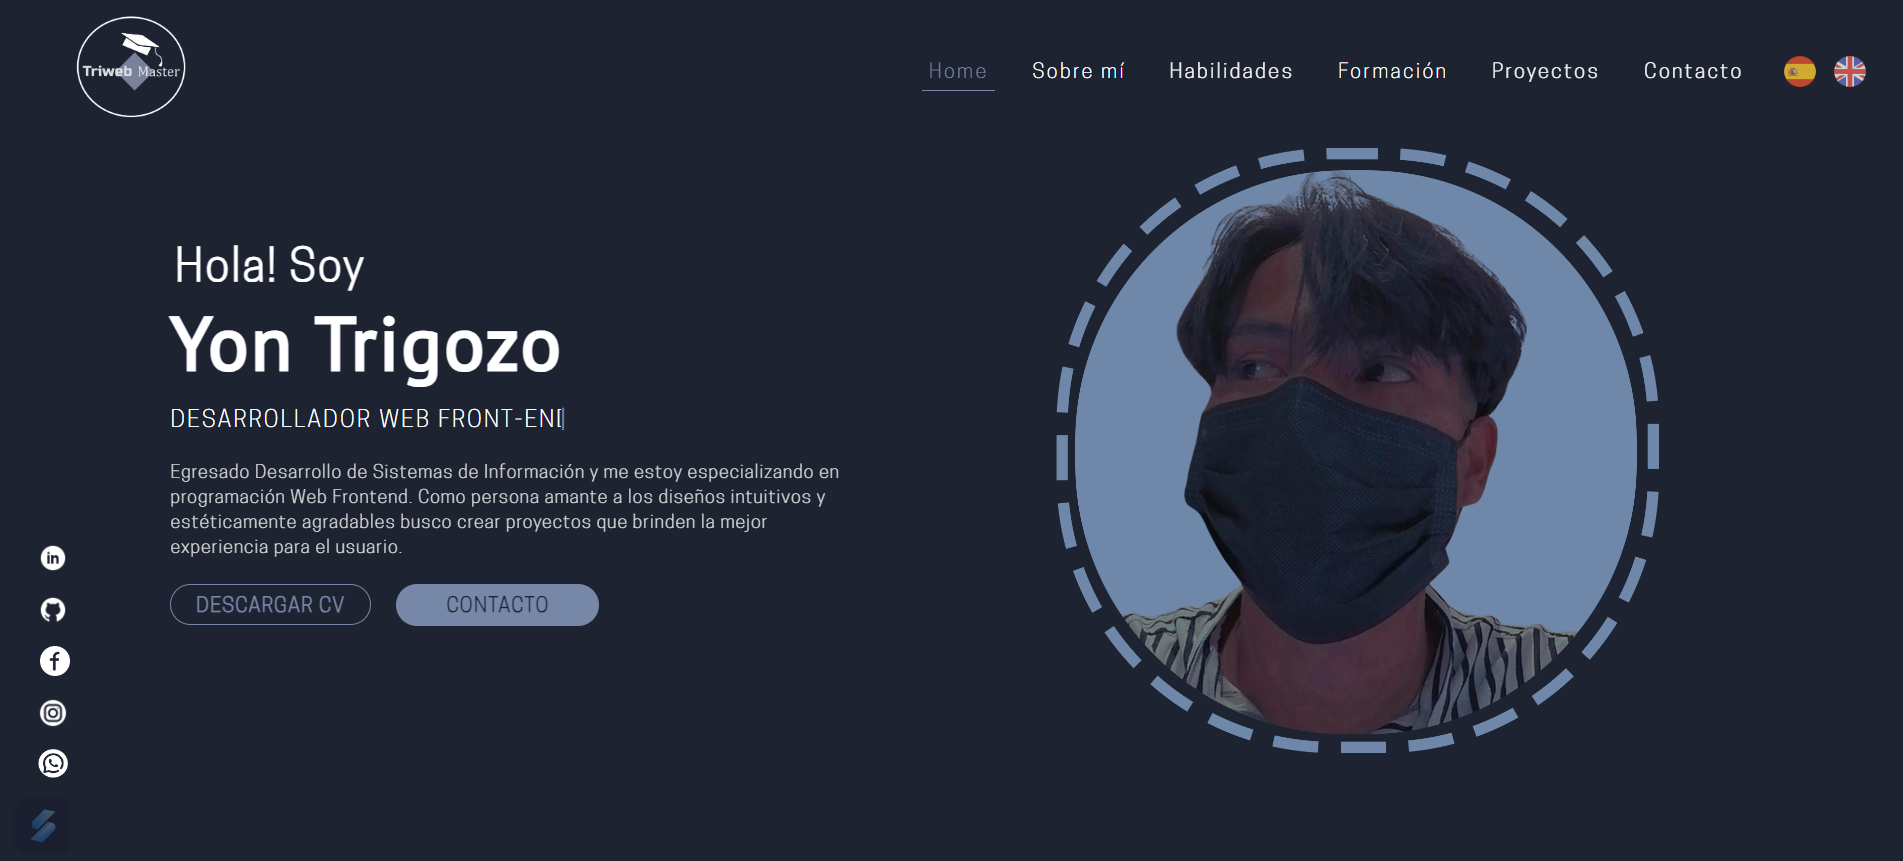 Triweb Master
Home Sobre mí Habilidades Formación Proyectos Contacto
Hola! Soy
Yon Trigozo
DESARROLLADOR WEB FRONT-EN
Egresado Desarrollo de Sistemas de Información y me estoy especializando en
programación Web Frontend. Como persona amante a los diseños intuitivos y
estéticamente agradables busco crear proyectos que brinden la mejor
experiencia para el usuario.
in
DESCARGAR CV CONTACTO